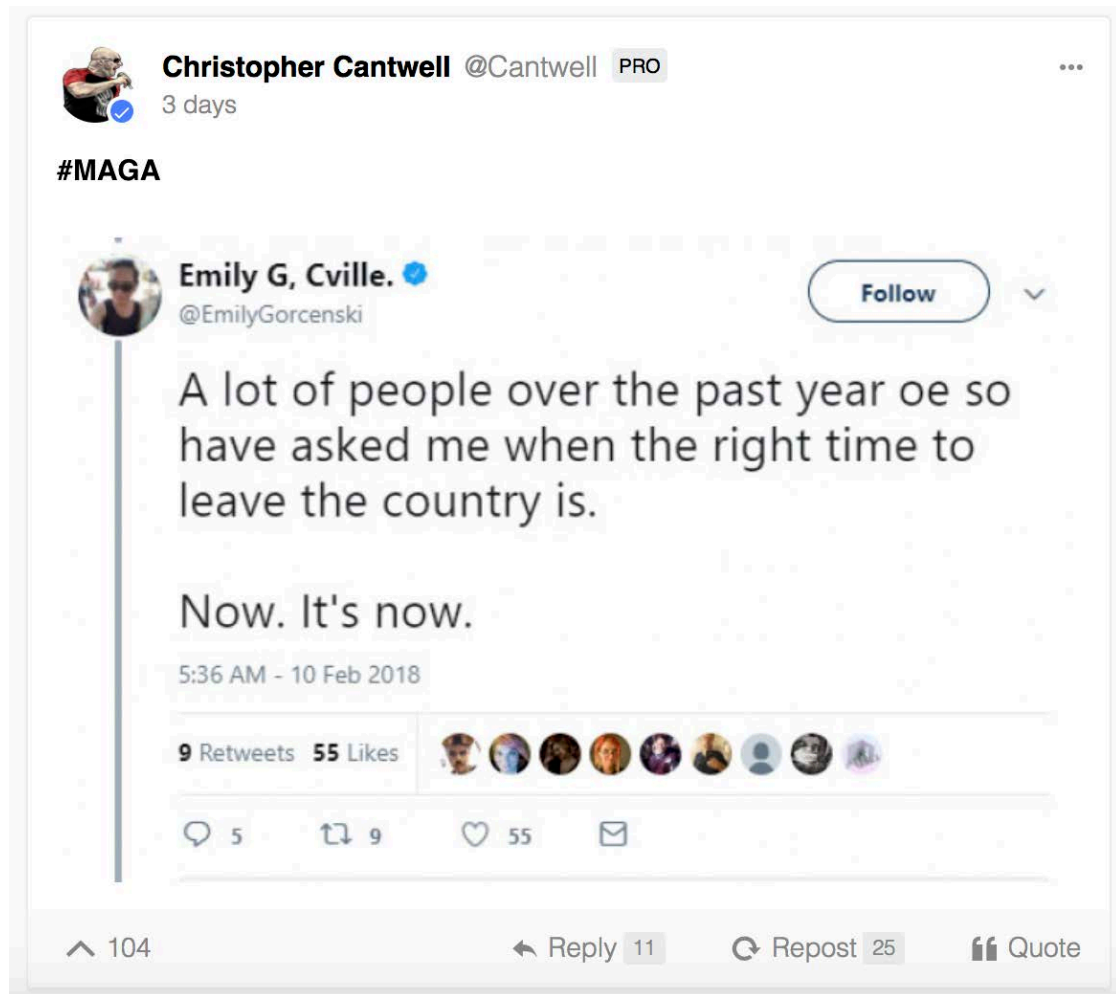 Christopher Cantwell @Cantwell PRO
3 days
#MAGA
Emily G, Cville.
@EmilyGorcenski
Follow
A lot of people over the past year oe so
have asked me when the right time to
leave the country is.
Now. It's now.
5:36 AM - 10 Feb 2018
9 Retweets 55 Likes
5 9 55
104 Reply 11 Repost 25 Quote